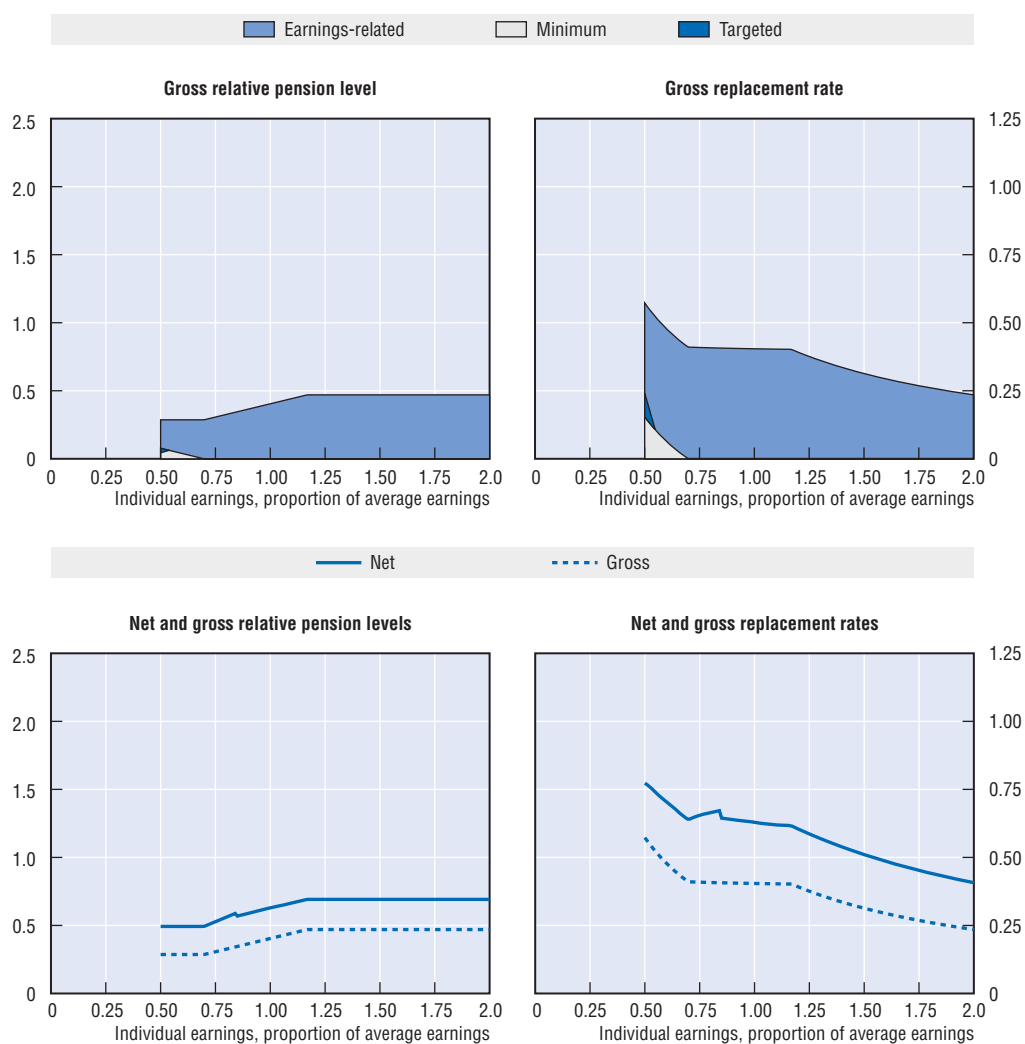 Earnings-related Minimum Targeted
Gross relative pension level
2.5
2.0
1.5
1.0
0.5
0
0 0.25 0.50 0.75 1.00 1.25 1.50 1.75 2.0
Individual earnings, proportion of average earnings
Gross replacement rate
1.25
1.00
0.75
0.50
0.25
0
0 0.25 0.50 0.75 1.00 1.25 1.50 1.75 2.0
Individual earnings, proportion of average earnings
Net Gross
Net and gross relative pension levels
2.5
2.0
1.5
1.0
0.5
0
0 0.25 0.50 0.75 1.00 1.25 1.50 1.75 2.0
Individual earnings, proportion of average earnings
Net and gross replacement rates
1.25
1.00
0.75
0.50
0.25
0
0 0.25 0.50 0.75 1.00 1.25 1.50 1.75 2.0
Individual earnings, proportion of average earnings